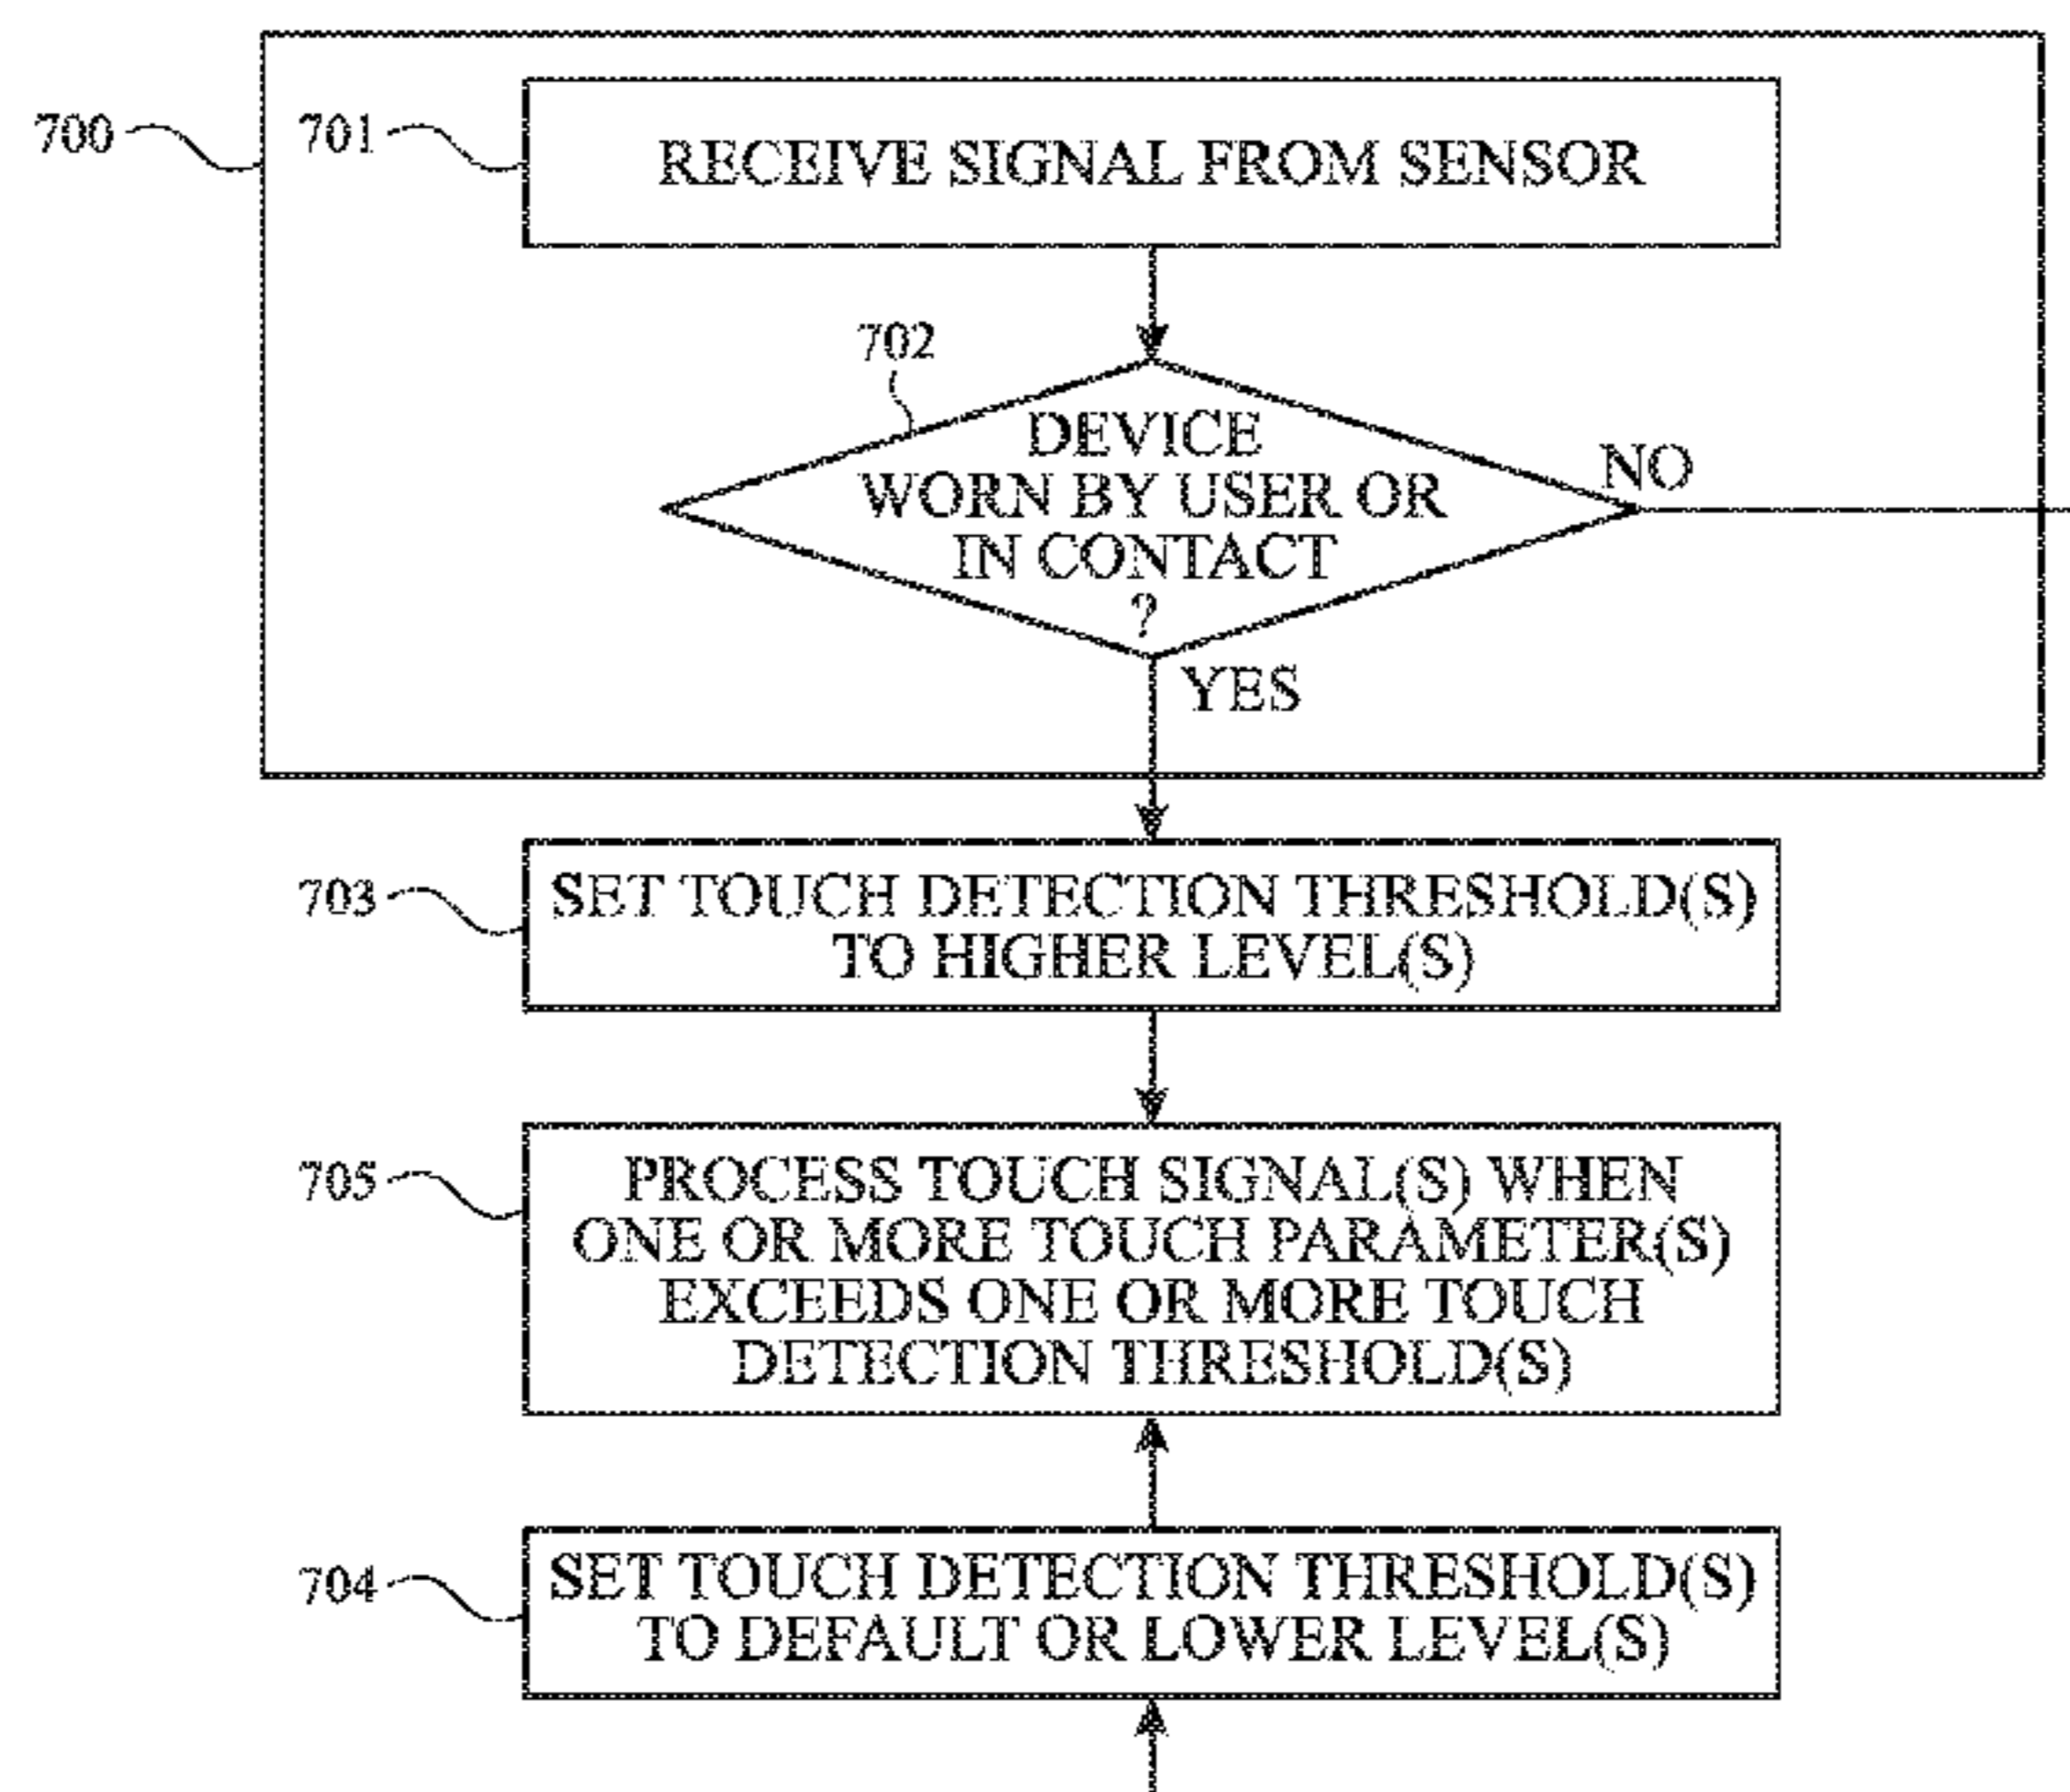 700
701
RECEIVE SIGNAL FROM SENSOR
702
DEVICE
WORN BY USER OR
IN CONTACT
?
NO
YES
703
SET TOUCH DETECTION THRESHOLD(S)
TO HIGHER LEVEL(S)
705
PROCESS TOUCH SIGNAL(S) WHEN
ONE OR MORE TOUCH PARAMETER(S)
EXCEEDS ONE OR MORE TOUCH
DETECTION THRESHOLD(S)
704
SET TOUCH DETECTION THRESHOLD(S)
TO DEFAULT OR LOWER LEVEL(S)